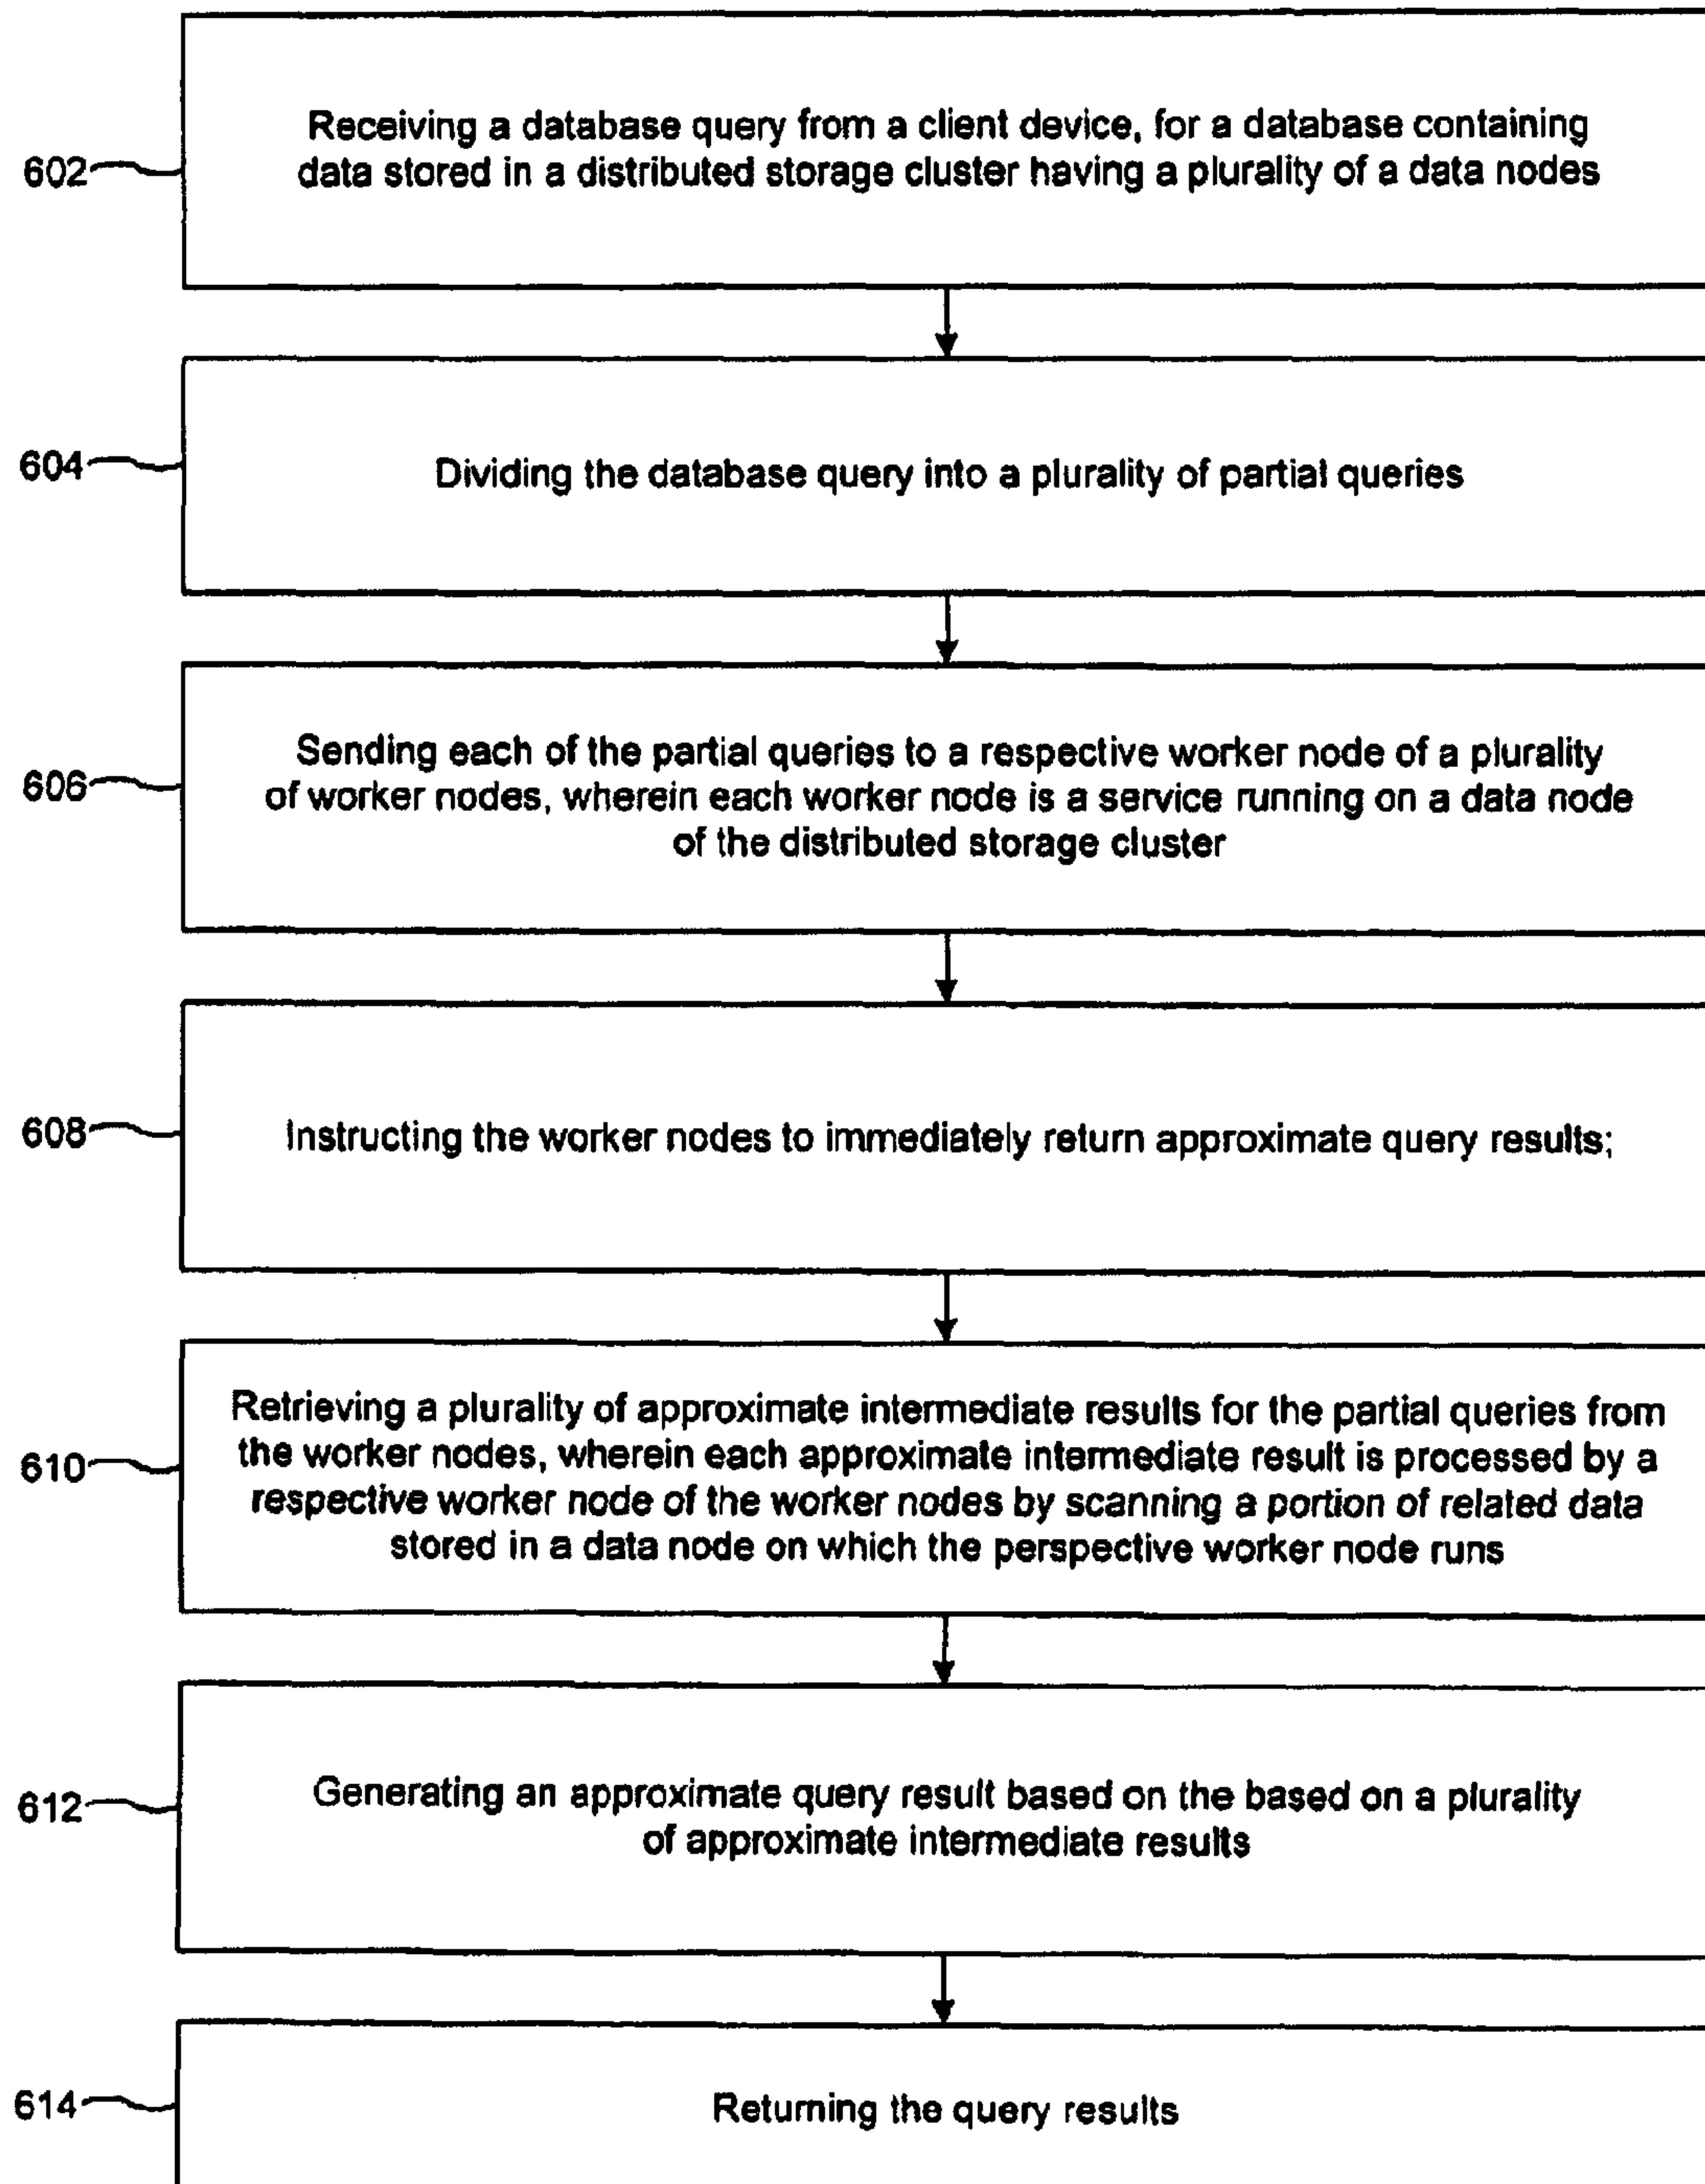 Receiving a database query from a client device, for a database containing
602
data stored in a distributed storage cluster having a plurality of a data nodes
604
Dividing the database query into a plurality of partial queries
Sending each of the partial queries to a respective worker node of a plurality
606
of worker nodes, wherein each worker node is a service running on a data node
of the distributed storage cluster
608
Instructing the worker nodes to immediately return approximate query results;
Retrieving a plurality of approximate intermediate results for the partial queries from
the worker nodes, wherein each approximate intermediate result is processed by a
610
respective worker node of the worker nodes by scanning a portion of related data
stored in a data node on which the perspective worker node runs
Generating an approximate query result based on the based on a plurality
612
of approximate intermediate results
614
Returning the query results